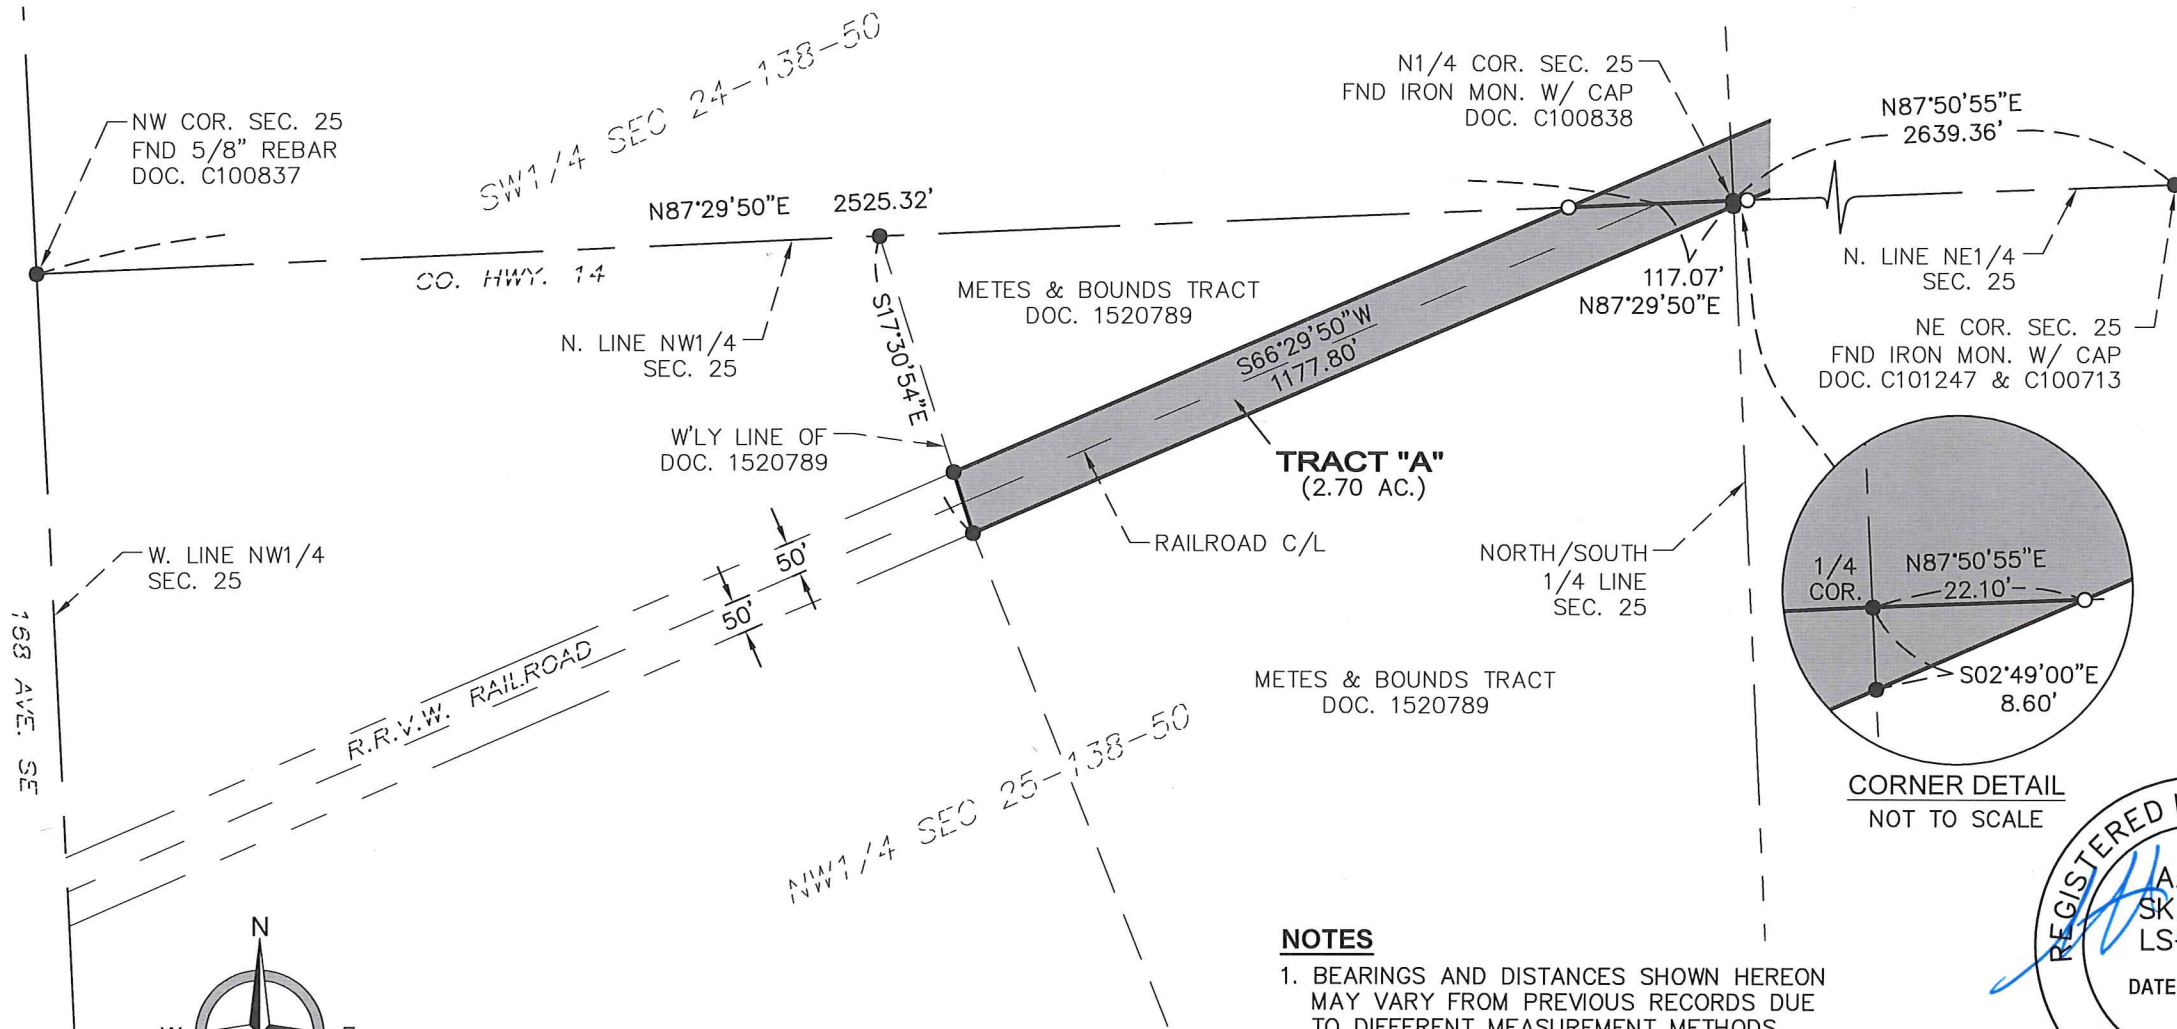 SW1/4 SEC 24-138-50
NW COR. SEC. 25
FND 5/8" REBAR
DOC. C100837
N87°29'50"E 2525.32'
CO. HWY. 14
N. LINE NW1/4
SEC. 25
S17°30'54"E
METES & BOUNDS TRACT
DOC. 1520789
N1/4 COR. SEC. 25
FND IRON MON. W/ CAP
DOC. C100838
N87°50'55"E
2639.36'
117.07'
N87°29'50"E
N. LINE NE1/4
SEC. 25
NE COR. SEC. 25
FND IRON MON. W/ CAP
DOC. C101247 & C100713
S66°29'50"W
1177.80'
W'LY LINE OF
DOC. 1520789
TRACT "A"
(2.70 AC.)
RAILROAD C/L
W. LINE NW1/4
SEC. 25
168 AVE. SE
50'
50'
R.R.V.W. RAILROAD
NORTH/SOUTH
1/4 LINE
SEC. 25
METES & BOUNDS TRACT
DOC. 1520789
NW1/4 SEC 25-138-50
1/4
COR.
N87°50'55"E
22.10'
S02°49'00"E
8.60'
CORNER DETAIL
NOT TO SCALE
N
NOTES
1. BEARINGS AND DISTANCES SHOWN HEREON
MAY VARY FROM PREVIOUS RECORDS DUE
TO DIFFERENT MEASUREMENT METHODS
REGISTERED
SK
LS-
DATE